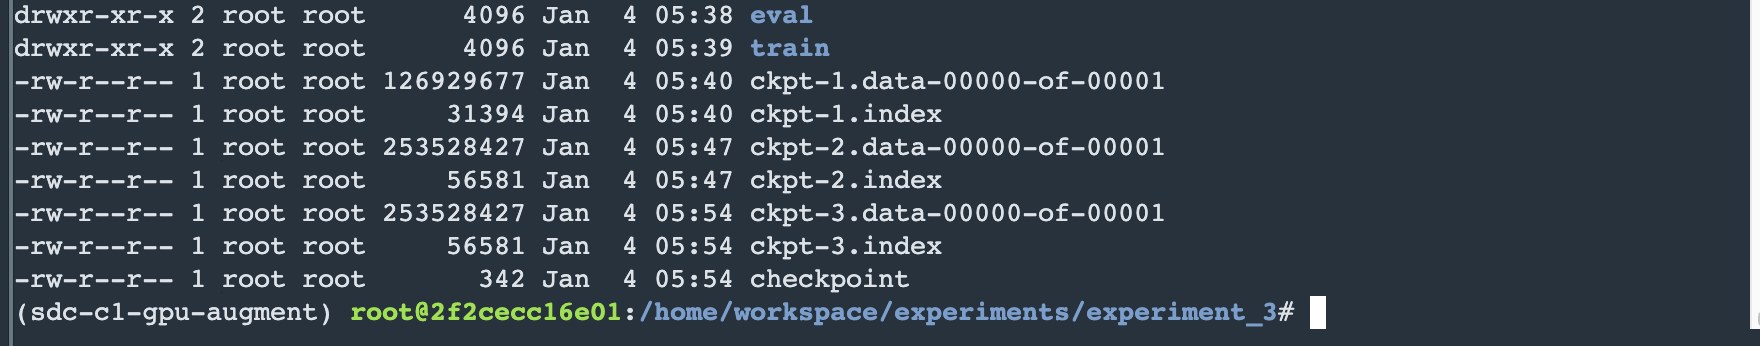 drwxr-xr-x 2 root root      4096 Jan  4 05:38 eval
drwxr-xr-x 2 root root      4096 Jan  4 05:39 train
-rw-r--r-- 1 root root 126929677 Jan  4 05:40 ckpt-1.data-00000-of-00001
-rw-r--r-- 1 root root     31394 Jan  4 05:40 ckpt-1.index
-rw-r--r-- 1 root root 253528427 Jan  4 05:47 ckpt-2.data-00000-of-00001
-rw-r--r-- 1 root root     56581 Jan  4 05:47 ckpt-2.index
-rw-r--r-- 1 root root 253528427 Jan  4 05:54 ckpt-3.data-00000-of-00001
-rw-r--r-- 1 root root     56581 Jan  4 05:54 ckpt-3.index
-rw-r--r-- 1 root root       342 Jan  4 05:54 checkpoint
(sdc-c1-gpu-augment) root@2f2cecc16e01:/home/workspace/experiments/experiment_3#